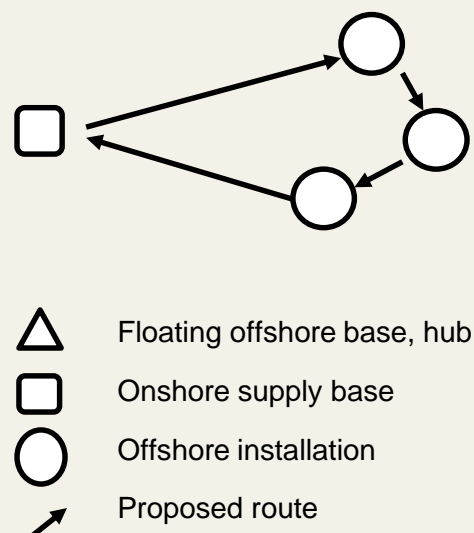 Floating offshore base, hub
Onshore supply base
Offshore installation
Proposed route